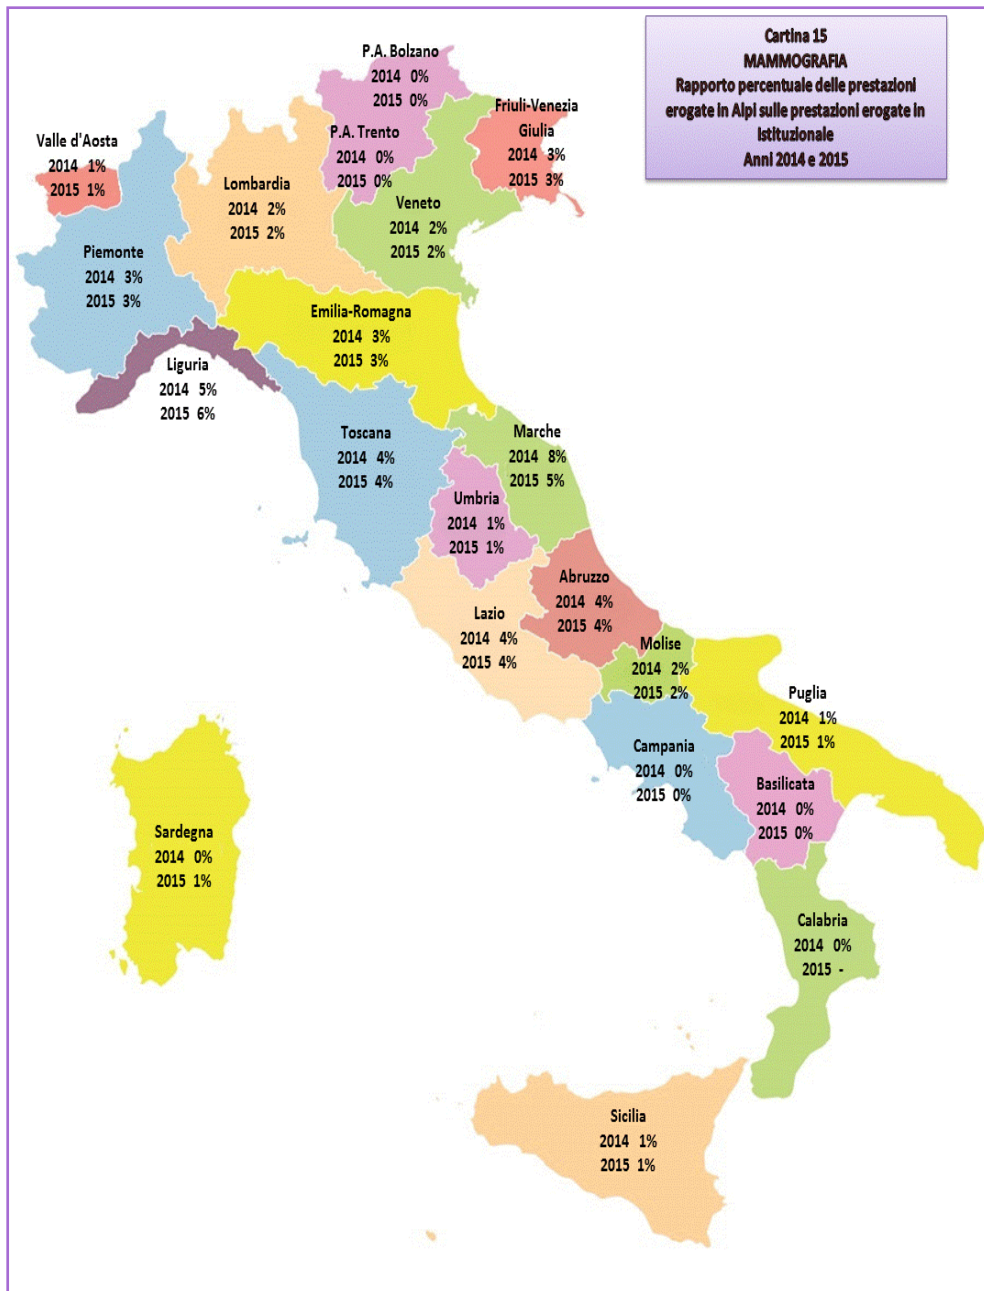 Cartina 15
MAMMOGRAFIA
Rapporto percentuale delle prestazioni
erogate in Alpi sulle prestazioni erogate in
Istituzionale
Anni 2014 e 2015
P.A. Bolzano
2014 0%
2015 0%
P.A. Trento
2014 0%
2015 0%
Friuli-Venezia
Giulia
2014 3%
2015 3%
Valle d'Aosta
2014 1%
2015 1%
Lombardia
2014 2%
2015 2%
Veneto
2014 2%
2015 2%
Piemonte
2014 3%
2015 3%
Emilia-Romagna
2014 3%
2015 3%
Liguria
2014 5%
2015 6%
Toscana
2014 4%
2015 4%
Marche
2014 8%
2015 5%
Umbria
2014 1%
2015 1%
Abruzzo
2014 4%
2015 4%
Lazio
2014 4%
2015 4%
Molise
2014 2%
2015 2%
Puglia
2014 1%
2015 1%
Campania
2014 0%
2015 0%
Basilicata
2014 0%
2015 0%
Sardegna
2014 0%
2015 1%
Calabria
2014 0%
2015 -
Sicilia
2014 1%
2015 1%